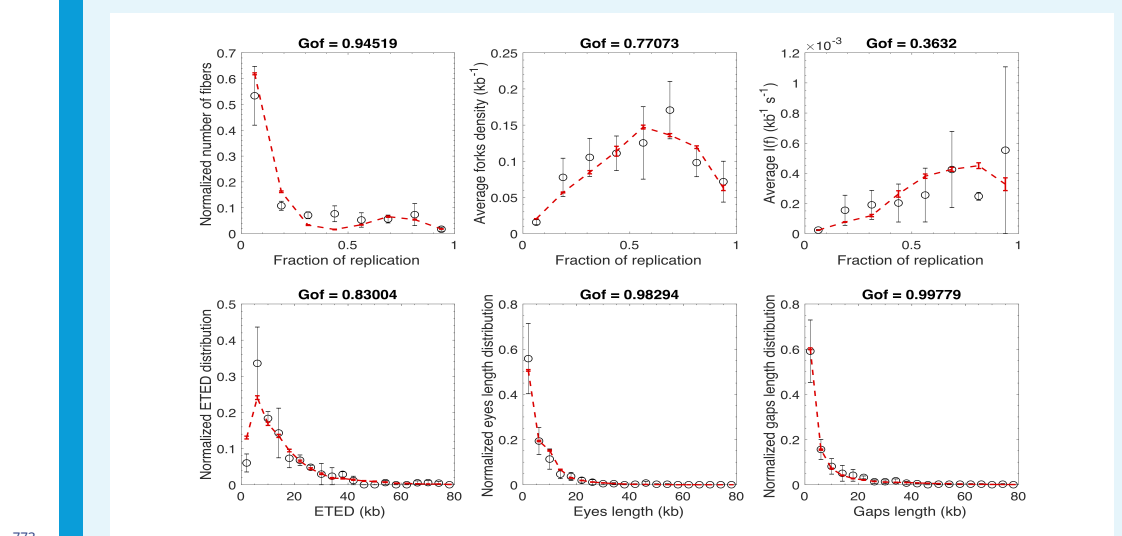 Gof = 0.94519
Normalized number of fibers
0.7
0.6
0.5
0.4
0.3
0.2
0.1
0
0 0.5 1
Fraction of replication
Gof = 0.77073
Average forks density (kb⁻¹)
0.25
0.2
0.15
0.1
0.05
0
0 0.5 1
Fraction of replication
×10⁻³ Gof = 0.3632
Average I(f) (kb⁻¹ s⁻¹)
1.2
1
0.8
0.6
0.4
0.2
0
0 0.5 1
Fraction of replication
Gof = 0.83004
Normalized ETED distribution
0.5
0.4
0.3
0.2
0.1
0
0 20 40 60 80
ETED (kb)
Gof = 0.98294
Normalized eyes length distribution
0.8
0.6
0.4
0.2
0
0 20 40 60 80
Eyes length (kb)
Gof = 0.99779
Normalized gaps length distribution
0.8
0.6
0.4
0.2
0
0 20 40 60 80
Gaps length (kb)